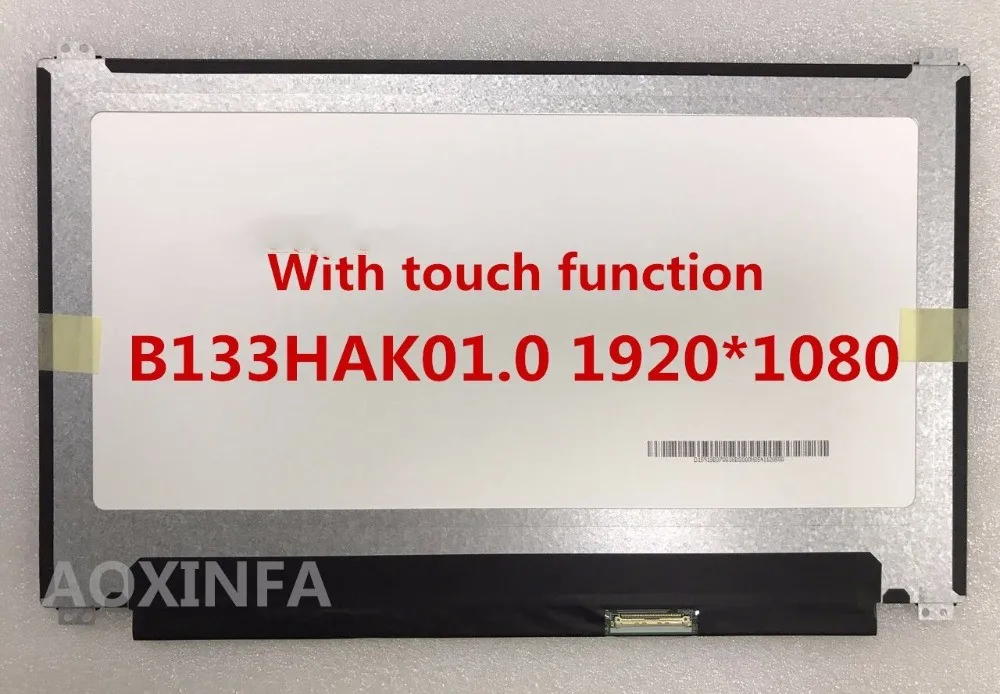 With touch function
B133HAK01.0 1920*1080
AOXINFA